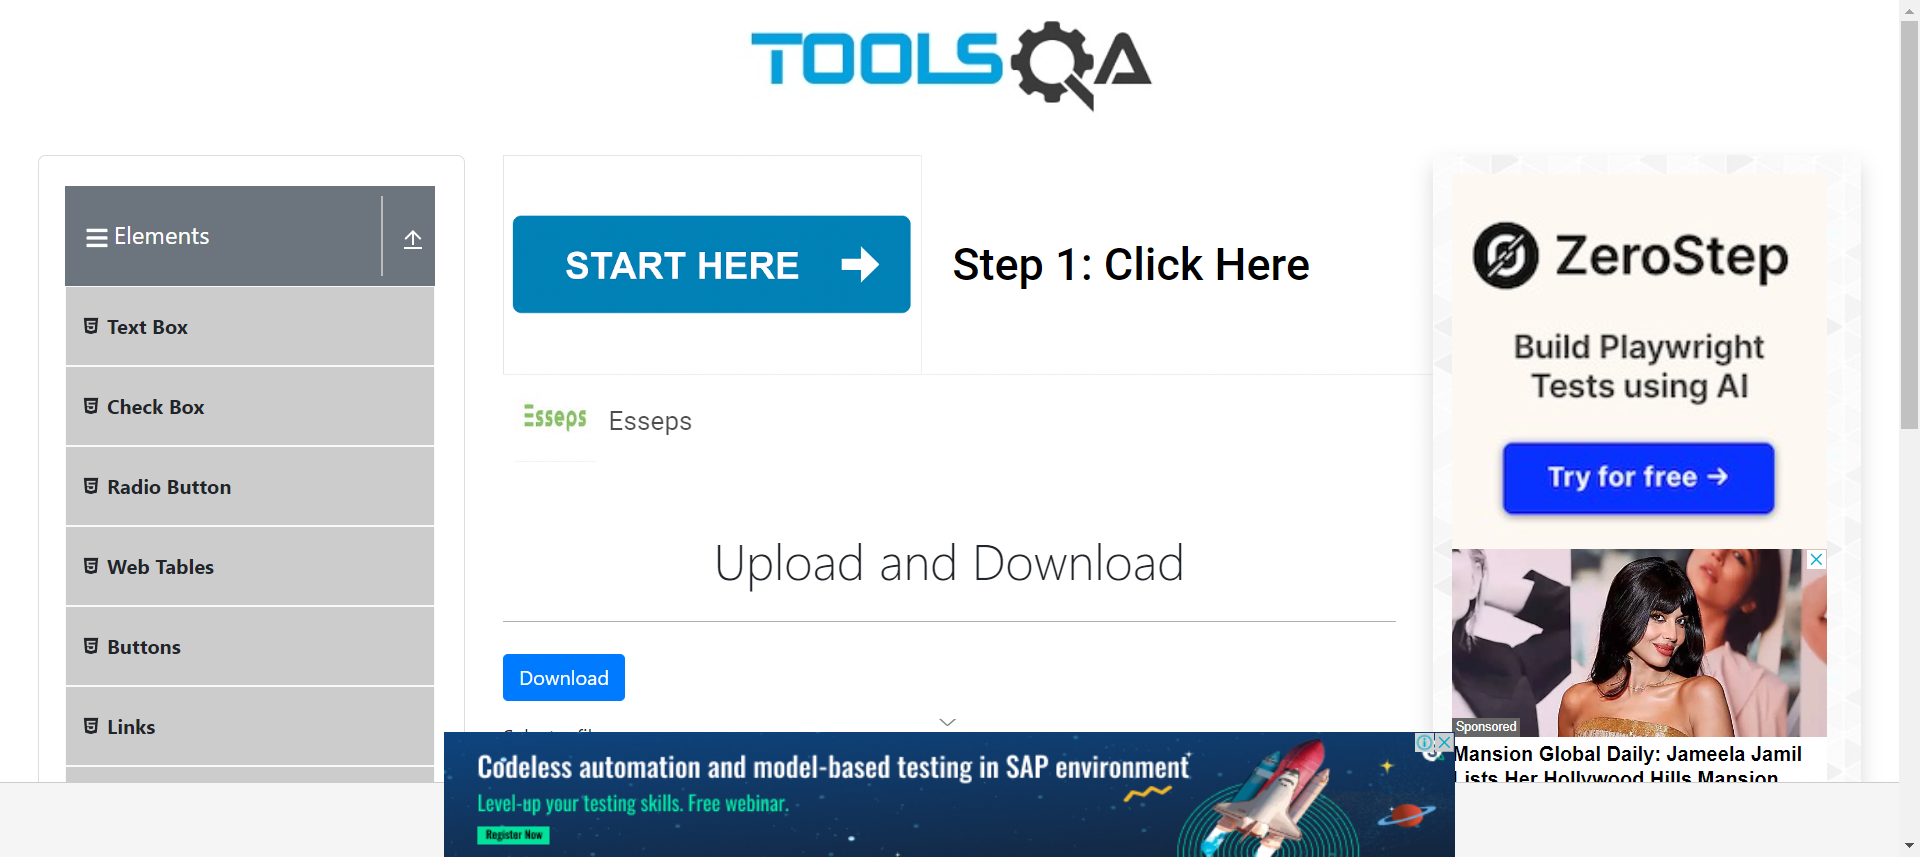 TOOLSQA
Elements
Text Box
Check Box
Radio Button
Web Tables
Buttons
Links
START HERE
Step 1: Click Here
Esseps
Esseps
Upload and Download
Download
ZeroStep
Build Playwright
Tests using AI
Try for free →
Sponsored
Mansion Global Daily: Jameela Jamil
Lists Her Hollywood Hills Mansion
Codeless automation and model-based testing in SAP environment
Level-up your testing skills. Free webinar.
Register Now